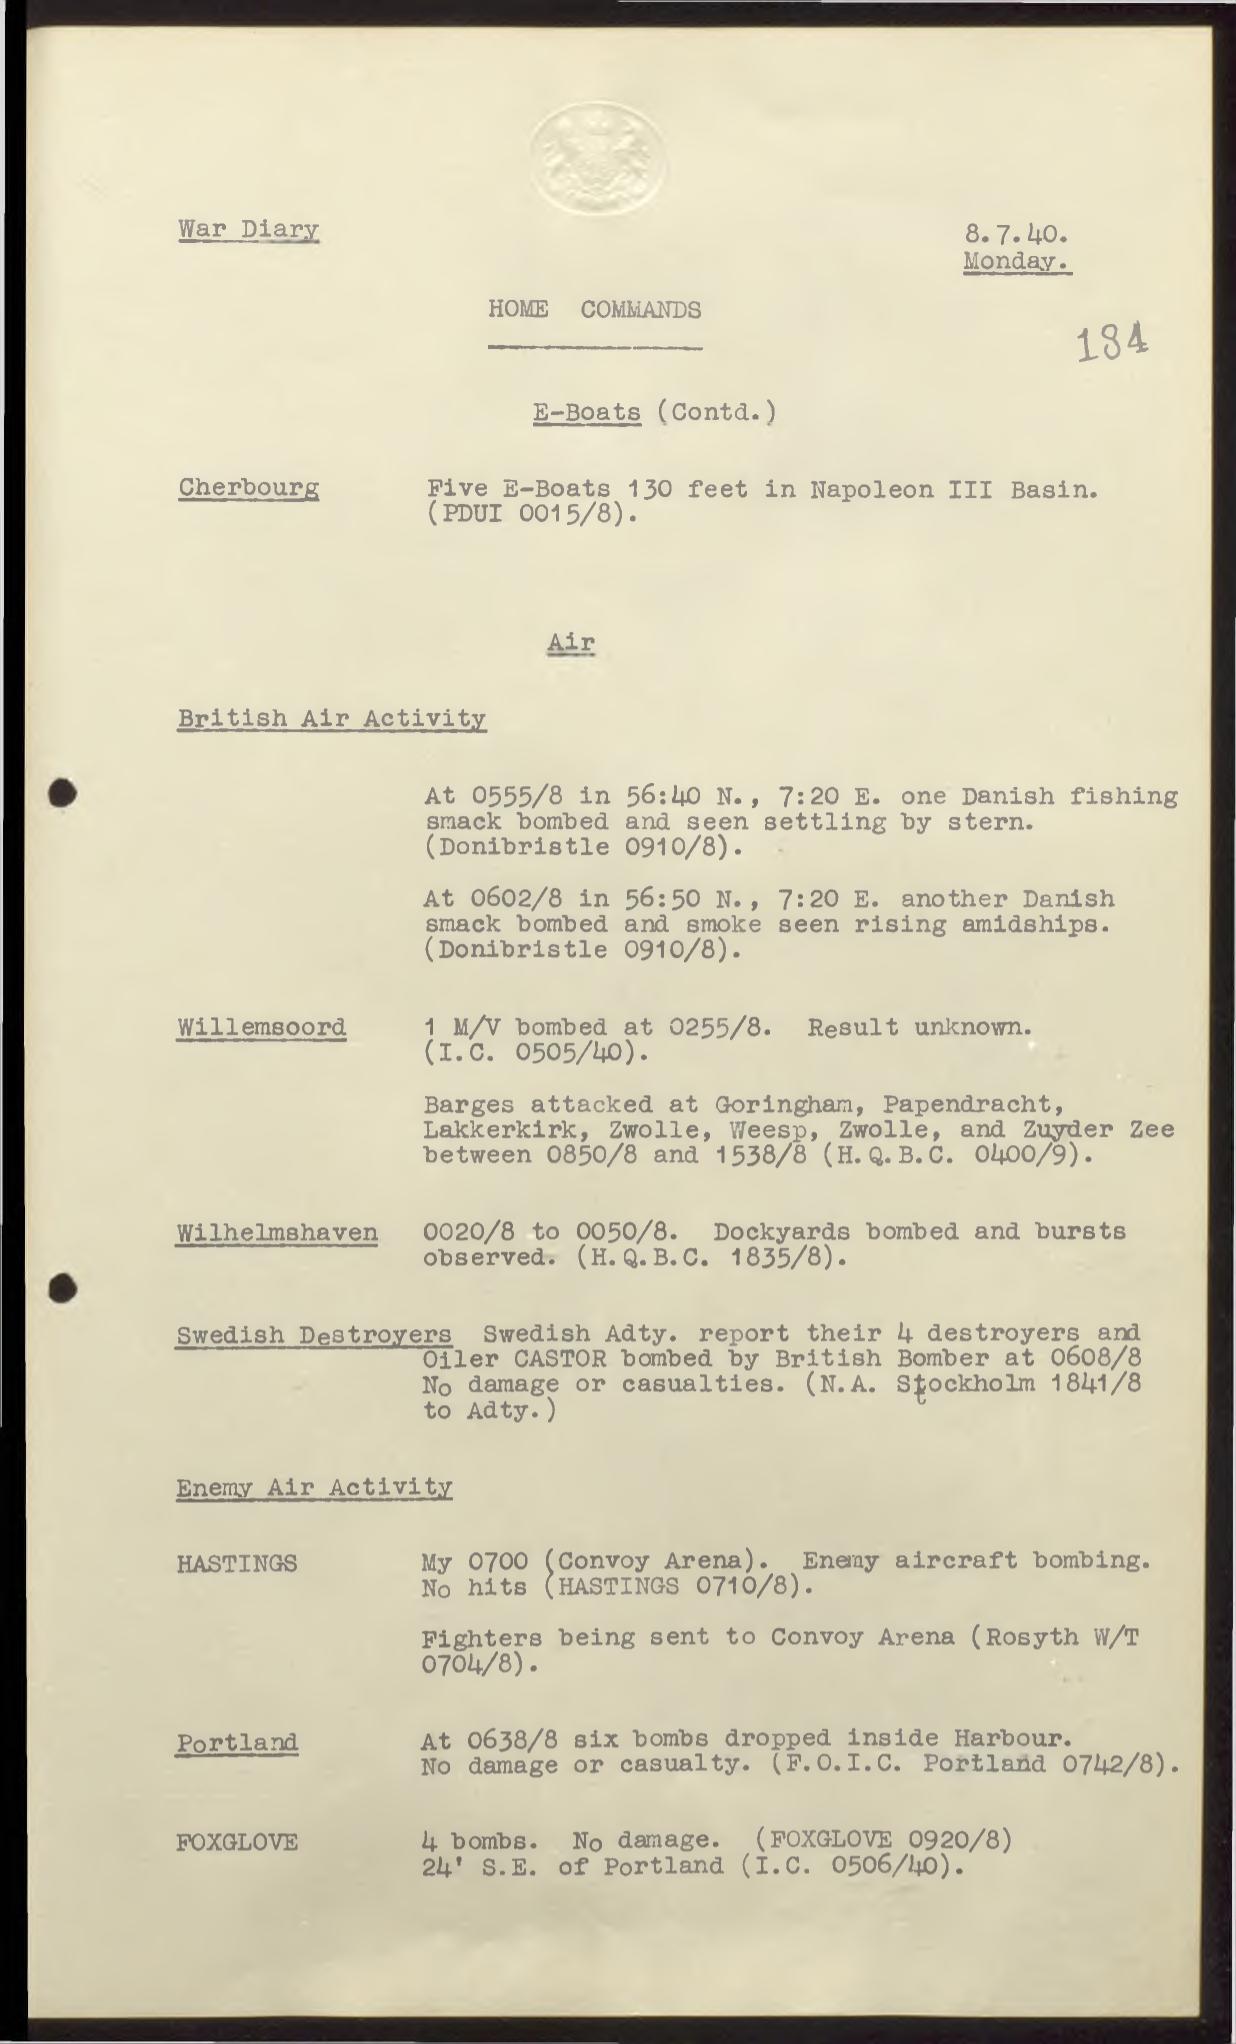 War Diary
8.7.40.
Monday.
HOME COMMANDS
184
E-Boats (Contd.)
Cherbourg Five E-Boats 130 feet in Napoleon III Basin.
(PDUI 0015/8).
Air
British Air Activity
At 0555/8 in 56:40 N., 7:20 E. one Danish fishing
smack bombed and seen settling by stern.
(Donibristle 0910/8).
At 0602/8 in 56:50 N., 7:20 E. another Danish
smack bombed and smoke seen rising amidships.
(Donibristle 0910/8).
Willemsoord 1 M/V bombed at 0255/8. Result unknown.
(I.C. 0505/40).
Barges attacked at Goringham, Papendracht,
Lakkerkirk, Zwolle, Weesp, Zwolle, and Zuyder Zee
between 0850/8 and 1538/8 (H.Q.B.C. 0400/9).
Wilhelmshaven 0020/8 to 0050/8. Dockyards bombed and bursts
observed. (H.Q.B.C. 1835/8).
Swedish Destroyers Swedish Adty. report their 4 destroyers and
Oiler CASTOR bombed by British Bomber at 0608/8
No damage or casualties. (N.A. Stockholm 1841/8
to Adty.)
Enemy Air Activity
HASTINGS My 0700 (Convoy Arena). Enemy aircraft bombing.
No hits (HASTINGS 0710/8).
Fighters being sent to Convoy Arena (Rosyth W/T
0704/8).
Portland At 0638/8 six bombs dropped inside Harbour.
No damage or casualty. (F.O.I.C. Portland 0742/8).
FOXGLOVE 4 bombs. No damage. (FOXGLOVE 0920/8)
24' S.E. of Portland (I.C. 0506/40).